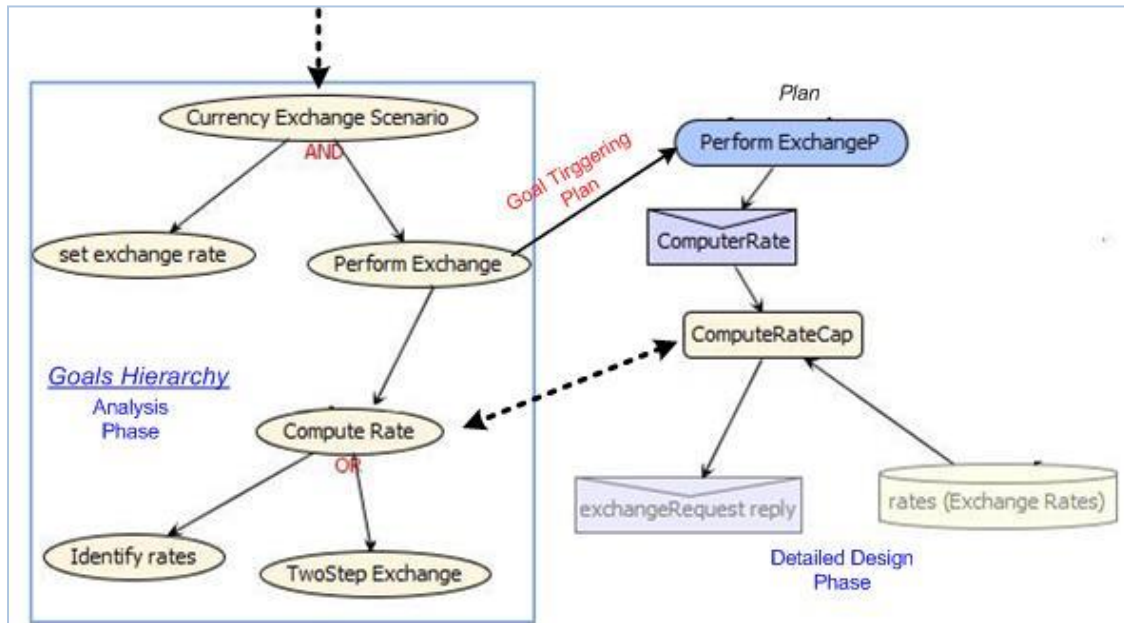 Plan
Currency Exchange Scenario
AND
Perform ExchangeP
Goal Tirggering
Plan
set exchange rate
Perform Exchange
ComputerRate
ComputeRateCap
Goals Hierarchy
Analysis
Phase
Compute Rate
OR
Identify rates
TwoStep Exchange
exchangeRequest reply
rates (Exchange Rates)
Detailed Design
Phase